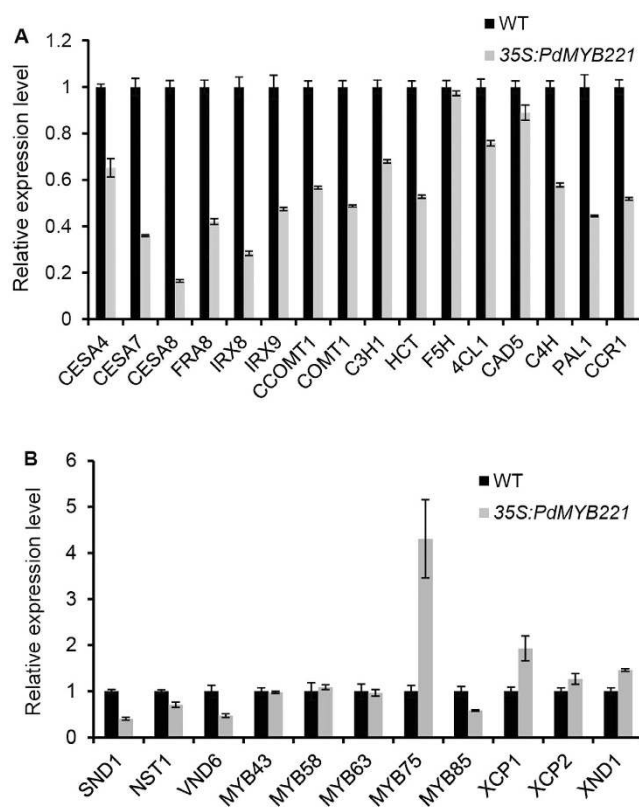 A
WT
35S:PdMYB221
Relative expression level
1.2
1
0.8
0.6
0.4
0.2
0
CESA4
CESA7
CESA8
FRA8
IRX8
IRX9
CCOMT1
COMT1
C3H1
HCT
F5H
4CL1
CAD5
C4H
PAL1
CCR1
B
WT
35S:PdMYB221
Relative expression level
6
5
4
3
2
1
0
SND1
NST1
VND6
MYB43
MYB58
MYB63
MYB75
MYB85
XCP1
XCP2
XND1